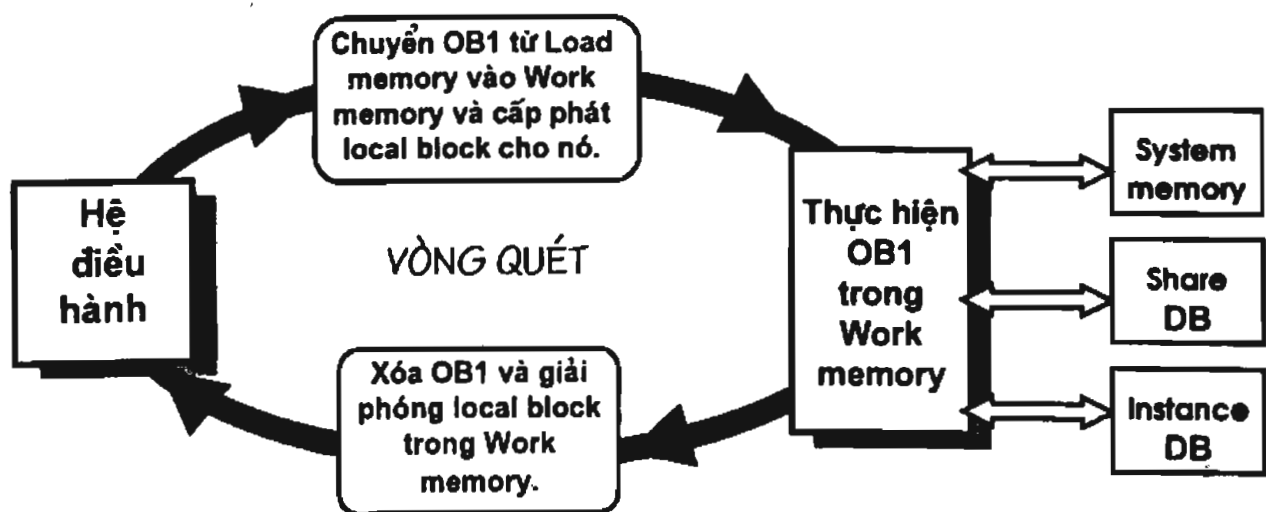 Chuyển OB1 từ Load
memory vào Work
memory và cấp phát
local block cho nó.
Hệ
điều
hành
VÒNG QUÉT
Thực hiện
OB1
trong
Work
memory
System
memory
Share
DB
Instance
DB
Xóa OB1 và giải
phóng local block
trong Work
memory.